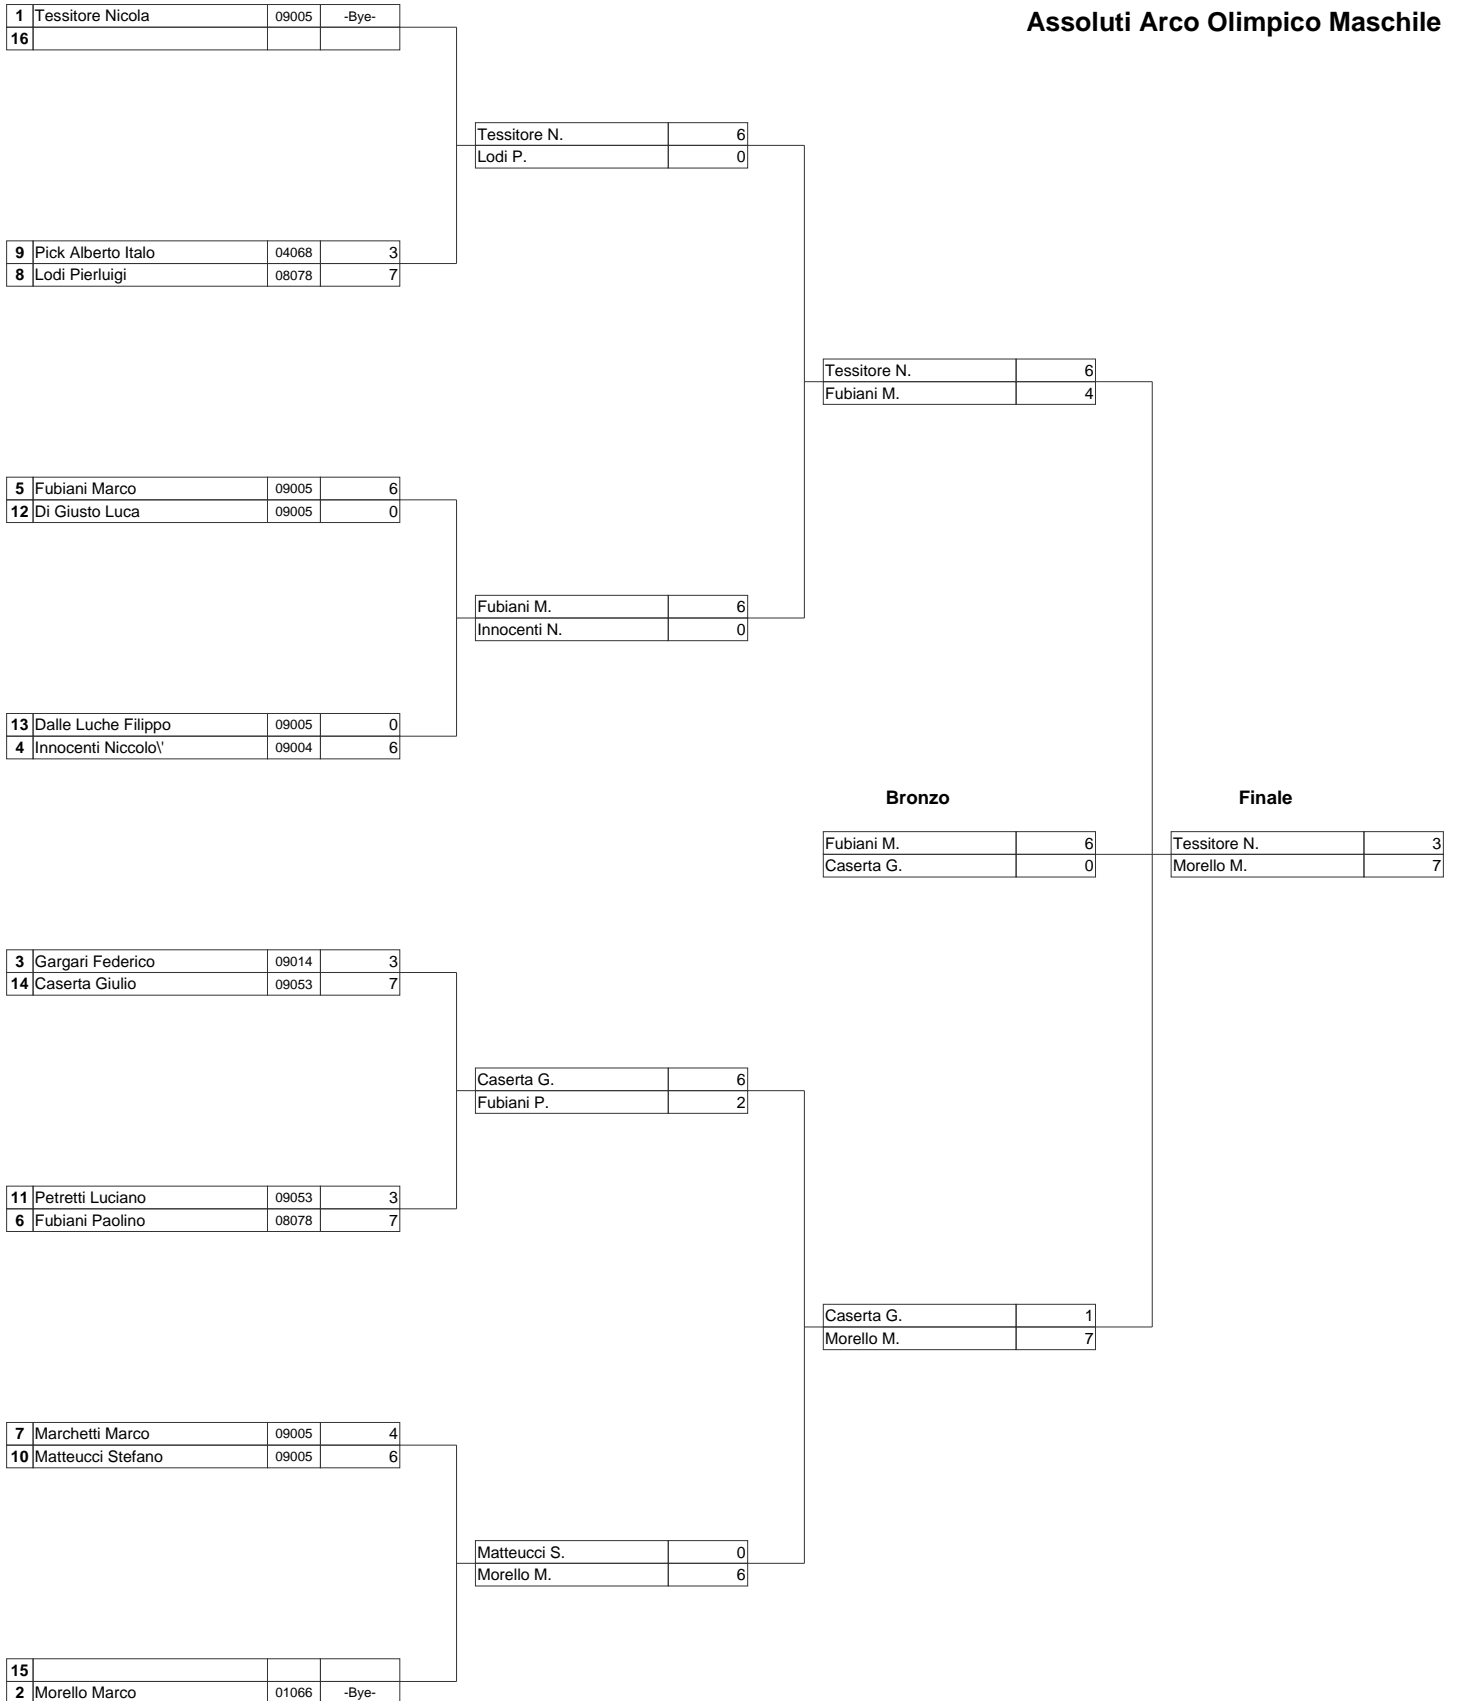 Assoluti Arco Olimpico Maschile
1 Tessitore Nicola 09005 -Bye-
16
Tessitore N. 6
Lodi P. 0
9 Pick Alberto Italo 04068 3
8 Lodi Pierluigi 08078 7
Tessitore N. 6
Fubiani M. 4
5 Fubiani Marco 09005 6
12 Di Giusto Luca 09005 0
Fubiani M. 6
Innocenti N. 0
13 Dalle Luche Filippo 09005 0
4 Innocenti Niccolo\' 09004 6
Bronzo Finale
Fubiani M. 6 Tessitore N. 3
Caserta G. 0 Morello M. 7
3 Gargari Federico 09014 3
14 Caserta Giulio 09053 7
Caserta G. 6
Fubiani P. 2
11 Petretti Luciano 09053 3
6 Fubiani Paolino 08078 7
Caserta G. 1
Morello M. 7
7 Marchetti Marco 09005 4
10 Matteucci Stefano 09005 6
Matteucci S. 0
Morello M. 6
15
2 Morello Marco 01066 -Bye-